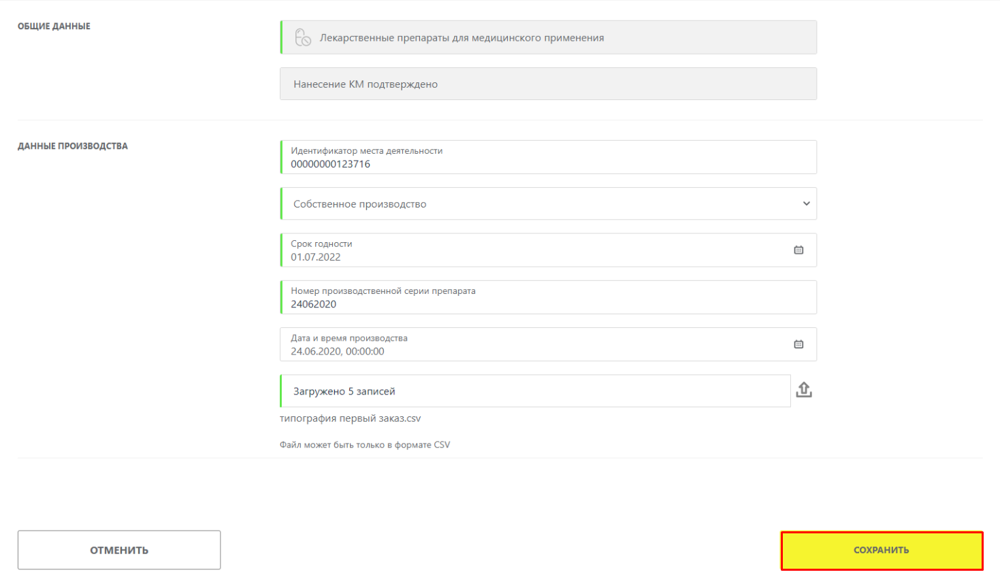 ОБЩИЕ ДАННЫЕ
Лекарственные препараты для медицинского применения
Нанесение КМ подтверждено
ДАННЫЕ ПРОИЗВОДСТВА
Идентификатор места деятельности
00000000123716
Собственное производство
Срок годности
01.07.2022
Номер производственной серии препарата
24062020
Дата и время производства
24.06.2020, 00:00:00
Загружено 5 записей
типография первый заказ.csv
Файл может быть только в формате CSV
ОТМЕНИТЬ
СОХРАНИТЬ